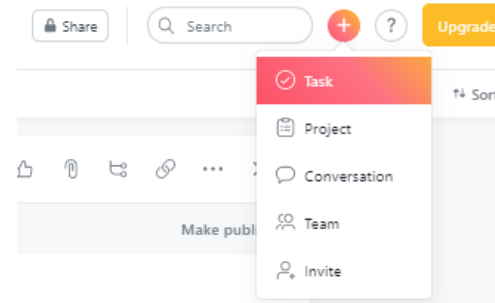 Share
Search
?
Upgrade
Task
Sort
Project
Conversation
Make publi
Team
Invite